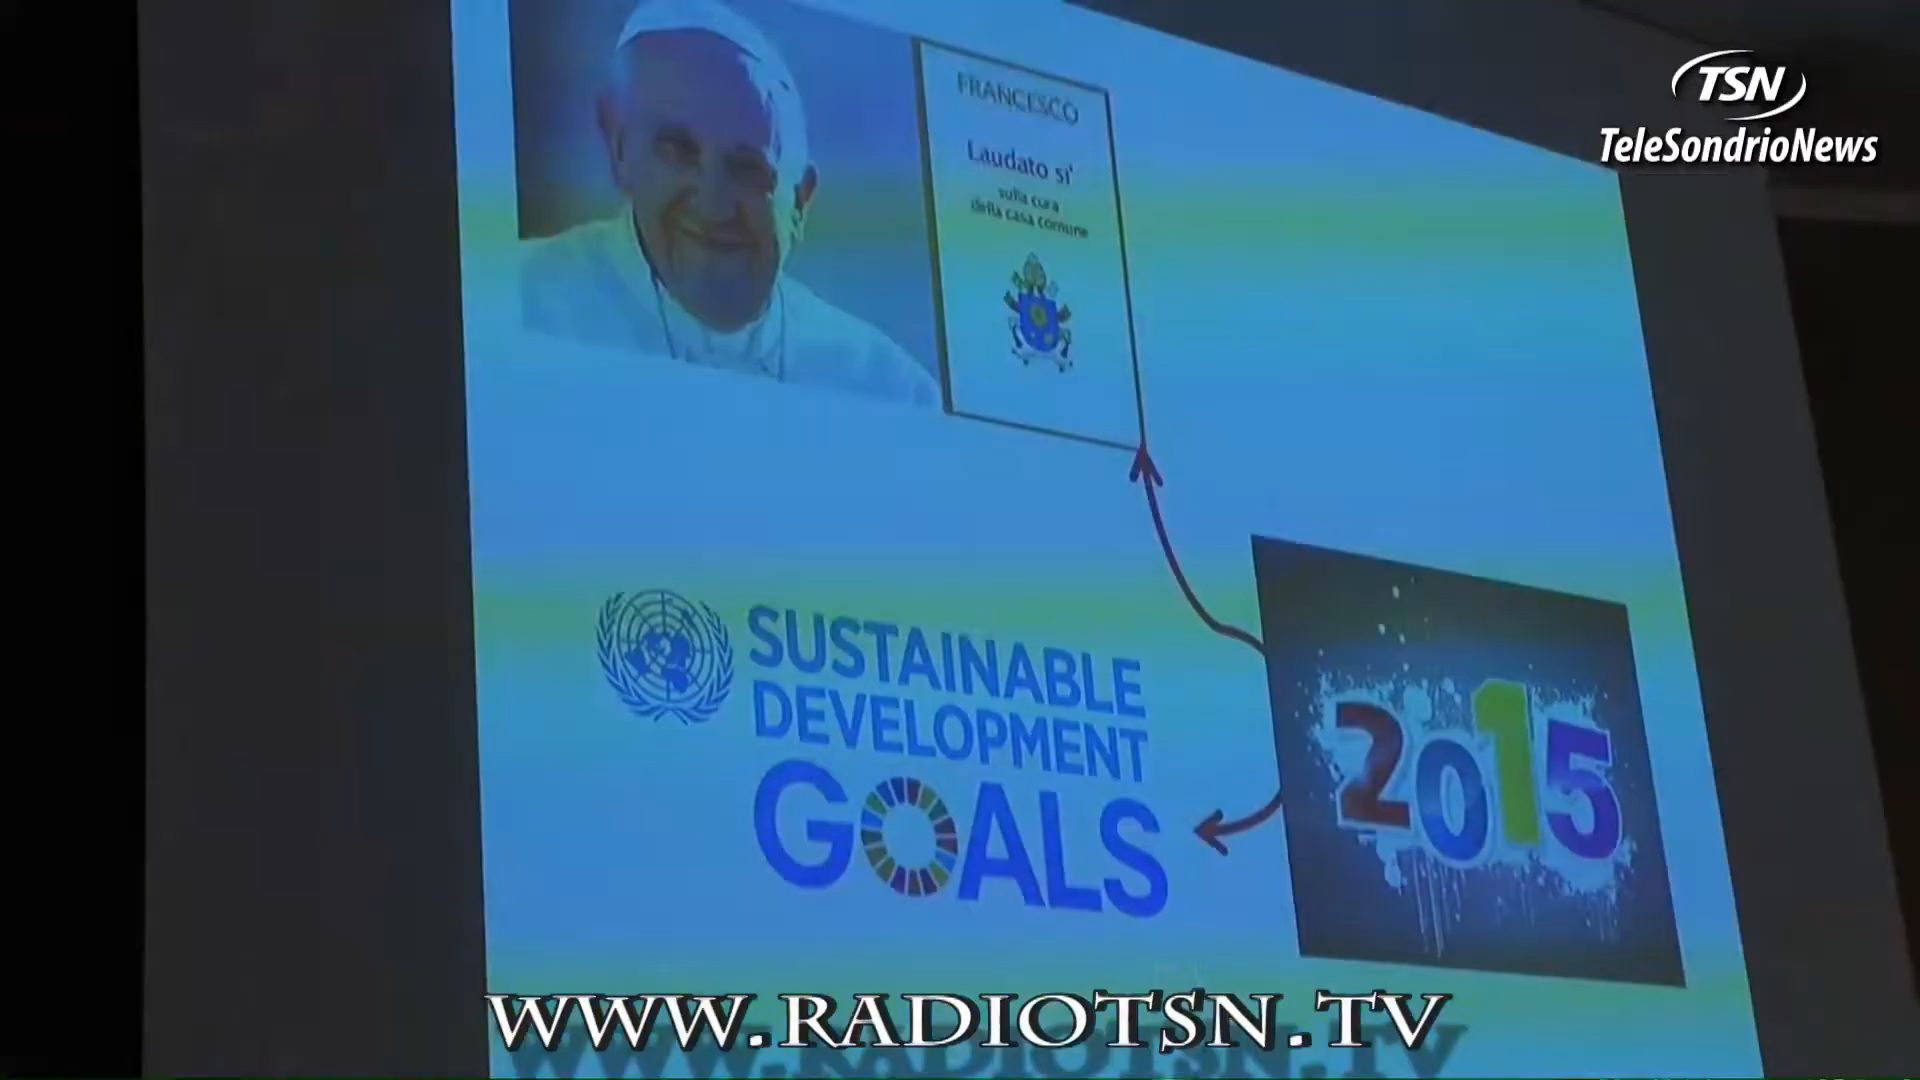 TSN
TeleSondrioNews
FRANCESCO
Laudato si'
sulla cura
della casa comune
SUSTAINABLE
DEVELOPMENT
GOALS
2015
WWW.RADIOTSN.TV